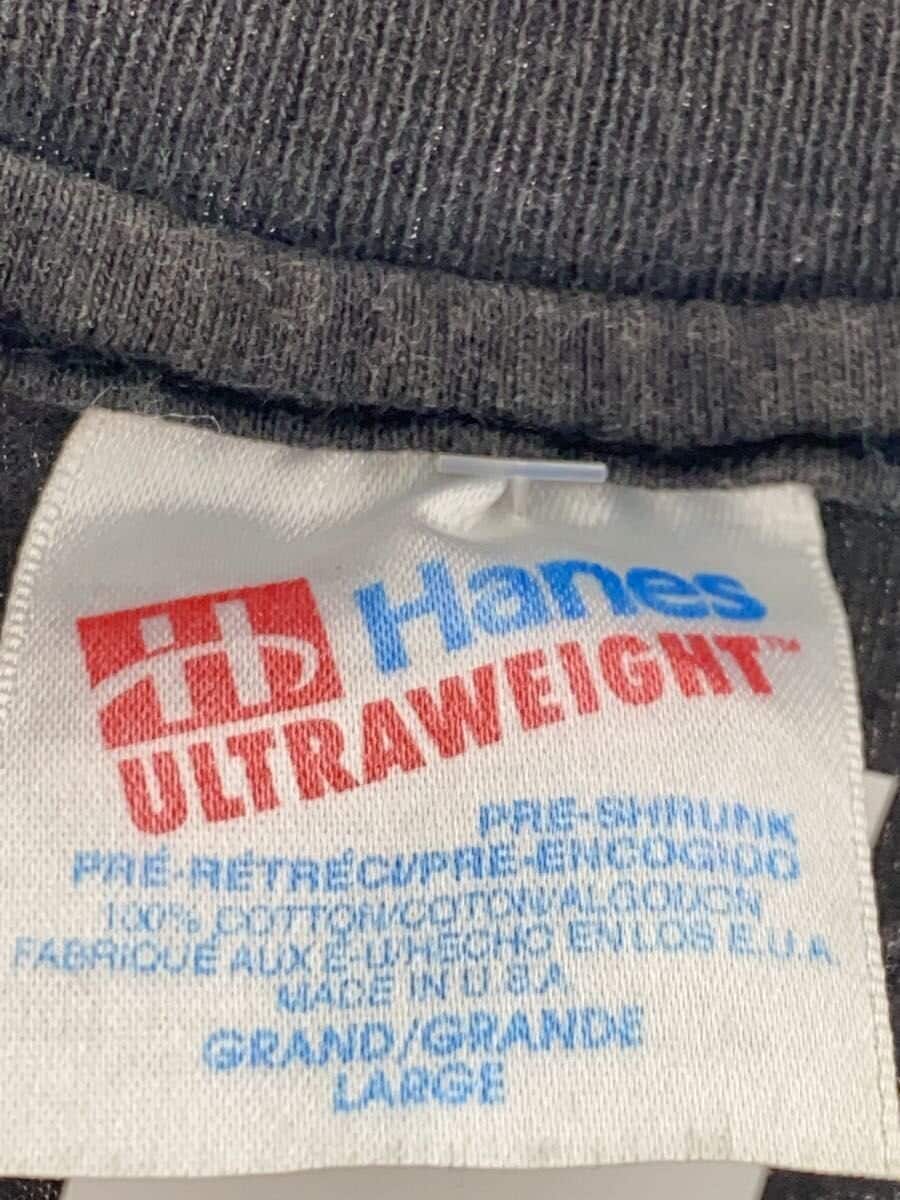 H Hanes
ULTRAWEIGHT™
PRE-SHRUNK
PRÉ-RÉTRÉCI/PRE-ENCOGIDO
100% COTTON/COTON/ALGODON
FABRIQUÉ AUX É-U/HECHO EN LOS E.U.A.
MADE IN U.S.A.
GRAND/GRANDE
LARGE